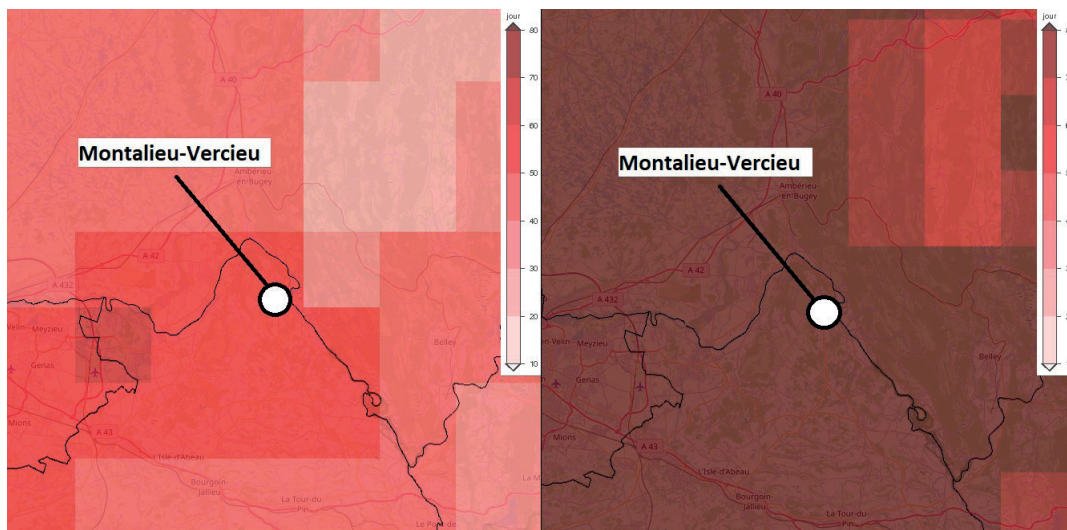 jour
80
70
60
50
40
30
20
10
A 40
Montalieu-Vercieu
Ambérieu-
en-Bugey
A 42
A 432
Meyzieu
Genas
Mions
A 43
L'Isle-d'Abeau
Bourgoin-
Jallieu
La Tour-du-
Pin
Belley
jour
A 40
Montalieu-Vercieu
Ambérieu-
en-Bugey
A 42
A 432
Meyzieu
Genas
Mions
A 43
L'Isle-d'Abeau
Bourgoin-
Jallieu
La Tour-du-
Pin
Belley